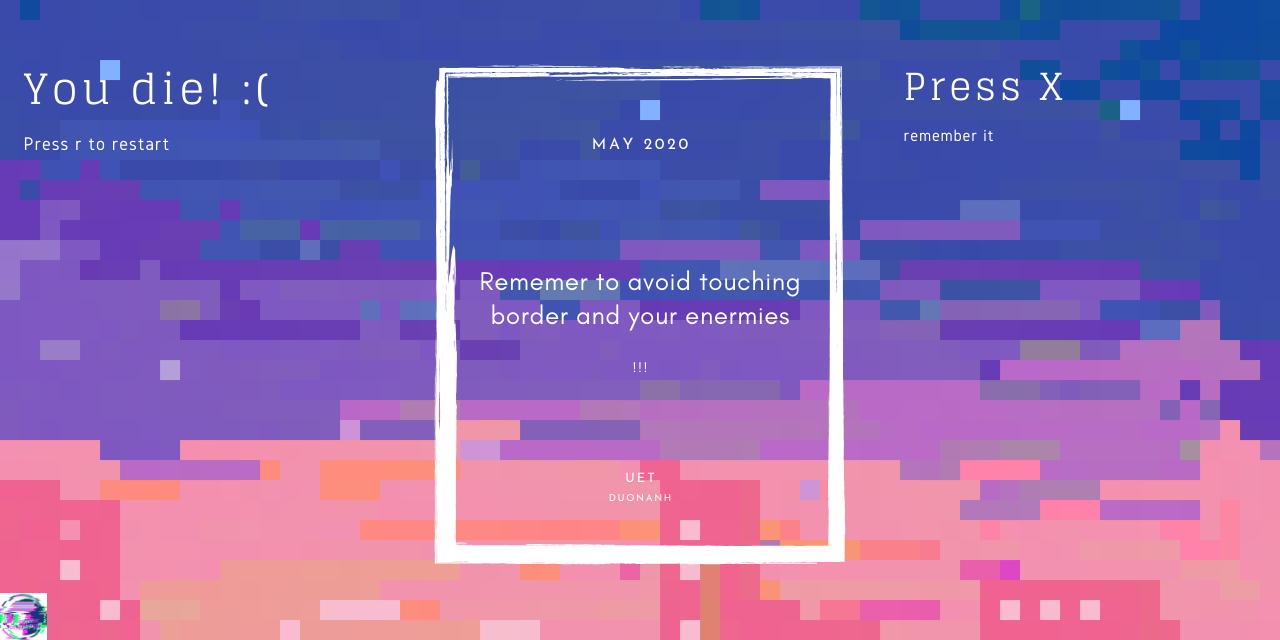 You die! :(
Press r to restart
MAY 2020
Rememer to avoid touching
border and your enermies
!!!
UET
DUONANH
Press X
remember it